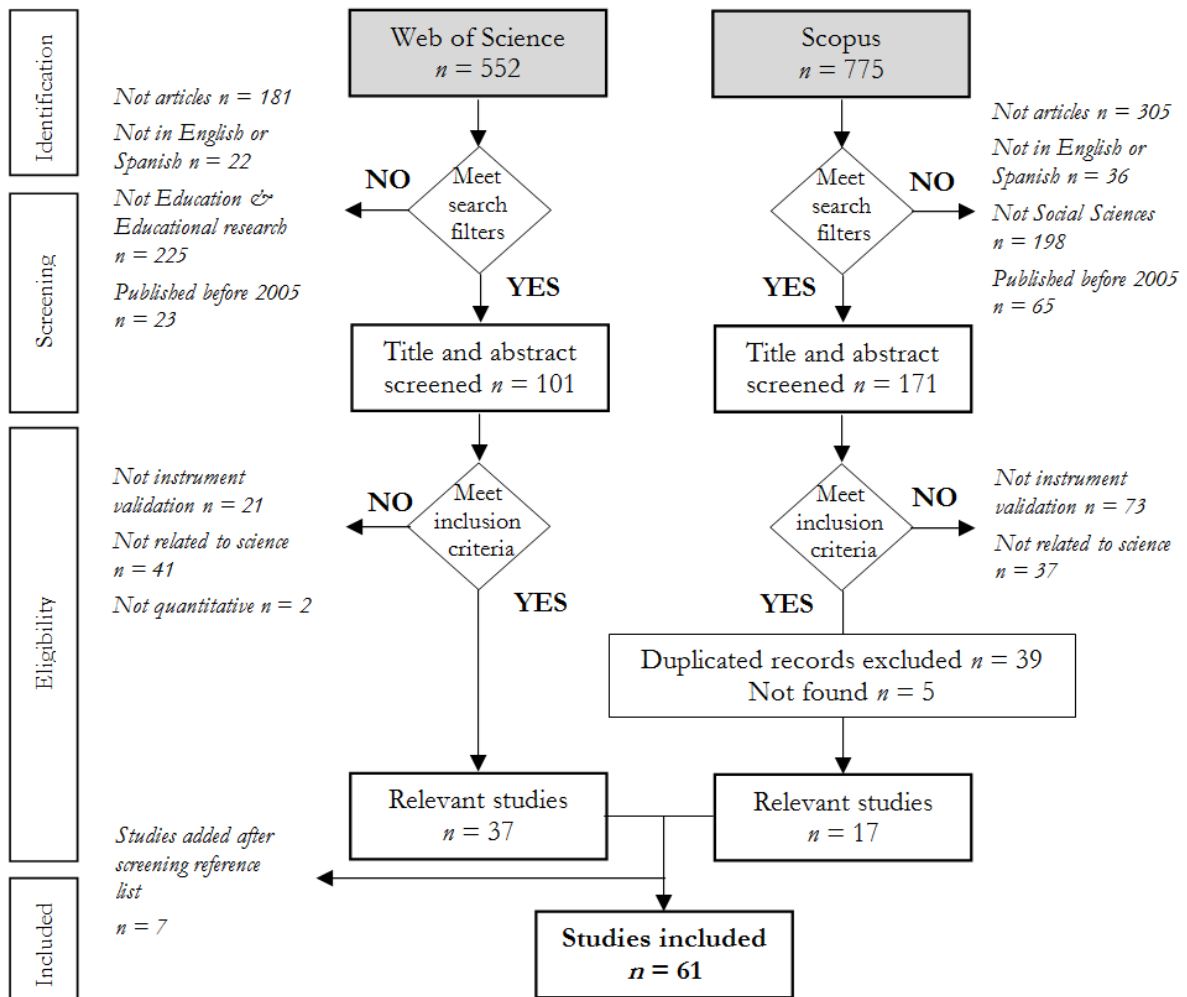 Identification
Web of Science
n = 552
Scopus
n = 775
Not articles n = 181
Not in English or
Spanish n = 22
Not Education &
Educational research
n = 225
Published before 2005
n = 23
NO
Meet
search
filters
YES
Meet
search
filters
NO
YES
Not articles n = 305
Not in English or
Spanish n = 36
Not Social Sciences
n = 198
Published before 2005
n = 65
Screening
Title and abstract
screened n = 101
Title and abstract
screened n = 171
Eligibility
Not instrument
validation n = 21
Not related to science
n = 41
Not quantitative n = 2
NO
Meet
inclusion
criteria
YES
Meet
inclusion
criteria
NO
YES
Not instrument
validation n = 73
Not related to science
n = 37
Duplicated records excluded n = 39
Not found n = 5
Relevant studies
n = 37
Relevant studies
n = 17
Studies added after
screening reference
list
n = 7
Included
Studies included
n = 61